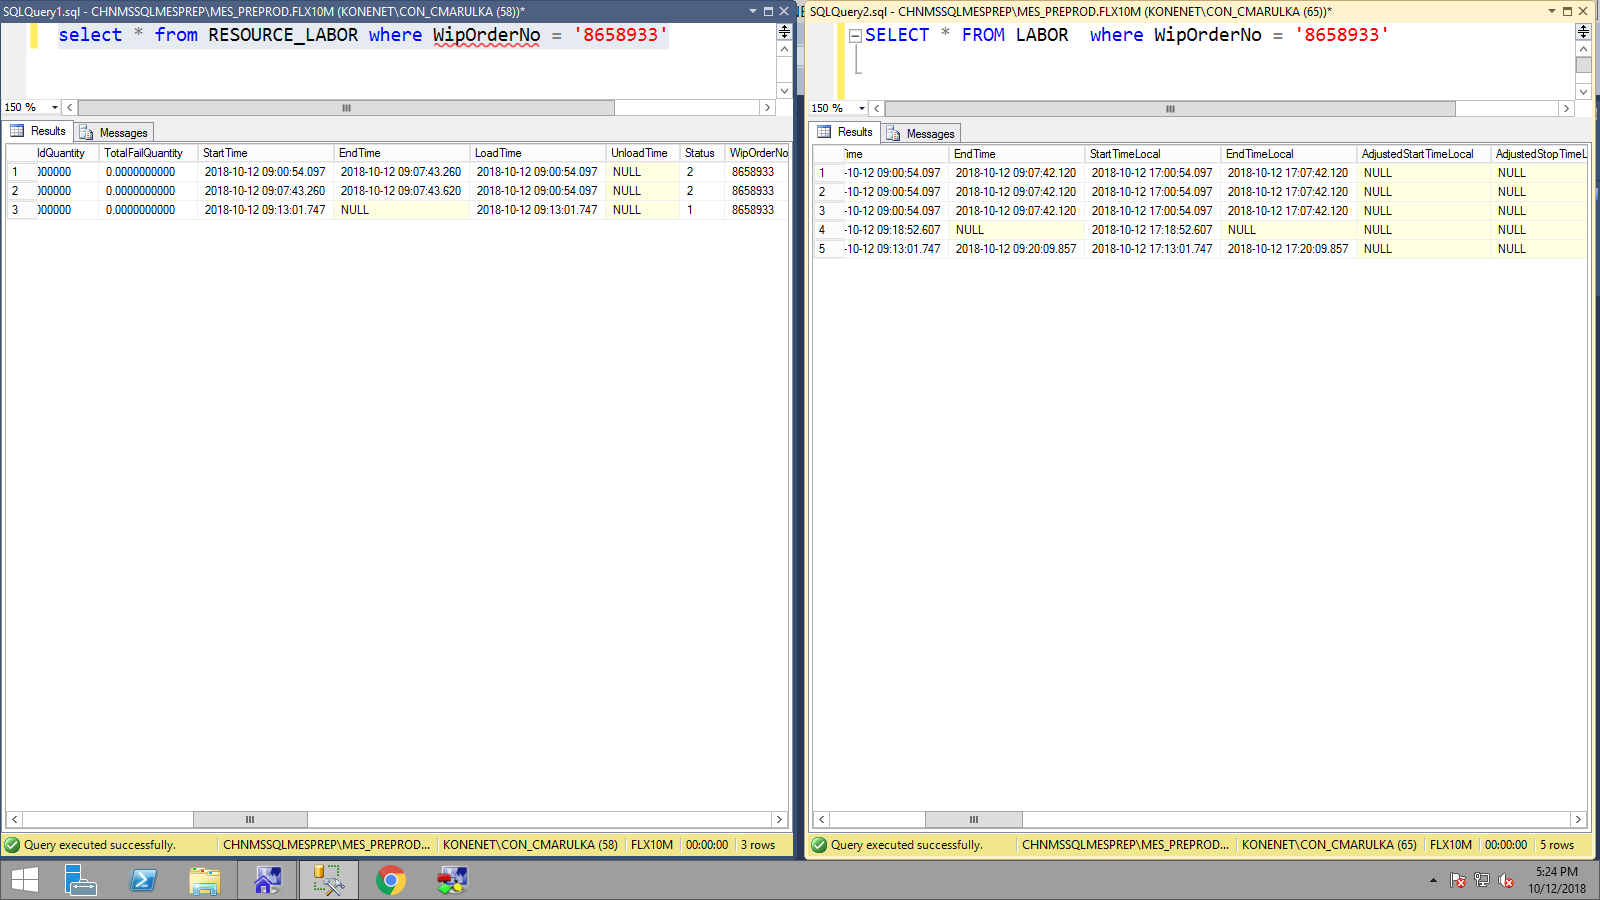 SQLQuery1.sql - CHNMSSQLMESPREP\MES_PREPROD.FLX10M (KONENET\CON_CMARULKA (58))*
select * from RESOURCE_LABOR where WipOrderNo = '8658933'
150 %
Results Messages
ldQuantity TotalFailQuantity StartTime EndTime LoadTime UnloadTime Status WipOrderNo
1 000000 0.0000000000 2018-10-12 09:00:54.097 2018-10-12 09:07:43.260 2018-10-12 09:00:54.097 NULL 2 8658933
2 000000 0.0000000000 2018-10-12 09:07:43.260 2018-10-12 09:07:43.620 2018-10-12 09:00:54.097 NULL 2 8658933
3 000000 0.0000000000 2018-10-12 09:13:01.747 NULL 2018-10-12 09:13:01.747 NULL 1 8658933
Query executed successfully. CHNMSSQLMESPREP\MES_PREPROD... KONENET\CON_CMARULKA (58) FLX10M 00:00:00 3 rows
SQLQuery2.sql - CHNMSSQLMESPREP\MES_PREPROD.FLX10M (KONENET\CON_CMARULKA (65))*
SELECT * FROM LABOR where WipOrderNo = '8658933'
150 %
Results Messages
Time EndTime StartTimeLocal EndTimeLocal AdjustedStartTimeLocal AdjustedStopTimeL
1 -10-12 09:00:54.097 2018-10-12 09:07:42.120 2018-10-12 17:00:54.097 2018-10-12 17:07:42.120 NULL NULL
2 -10-12 09:00:54.097 2018-10-12 09:07:42.120 2018-10-12 17:00:54.097 2018-10-12 17:07:42.120 NULL NULL
3 -10-12 09:00:54.097 2018-10-12 09:07:42.120 2018-10-12 17:00:54.097 2018-10-12 17:07:42.120 NULL NULL
4 -10-12 09:18:52.607 NULL 2018-10-12 17:18:52.607 NULL NULL NULL
5 -10-12 09:13:01.747 2018-10-12 09:20:09.857 2018-10-12 17:13:01.747 2018-10-12 17:20:09.857 NULL NULL
Query executed successfully. CHNMSSQLMESPREP\MES_PREPROD... KONENET\CON_CMARULKA (65) FLX10M 00:00:00 5 rows
5:24 PM
10/12/2018